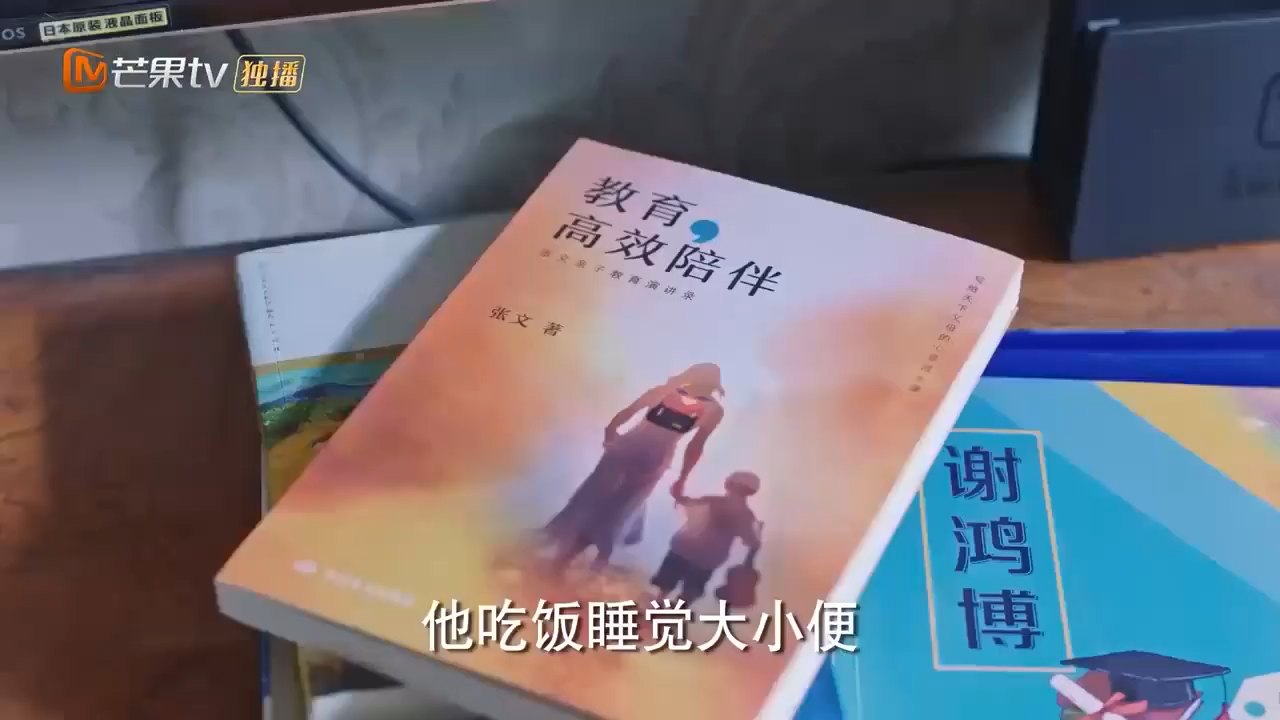 OS 日本原装液晶面板
芒果tv 独播
教育，
高效陪伴
张文亲子教育演讲录
张文 著
谢鸿博
他吃饭睡觉大小便